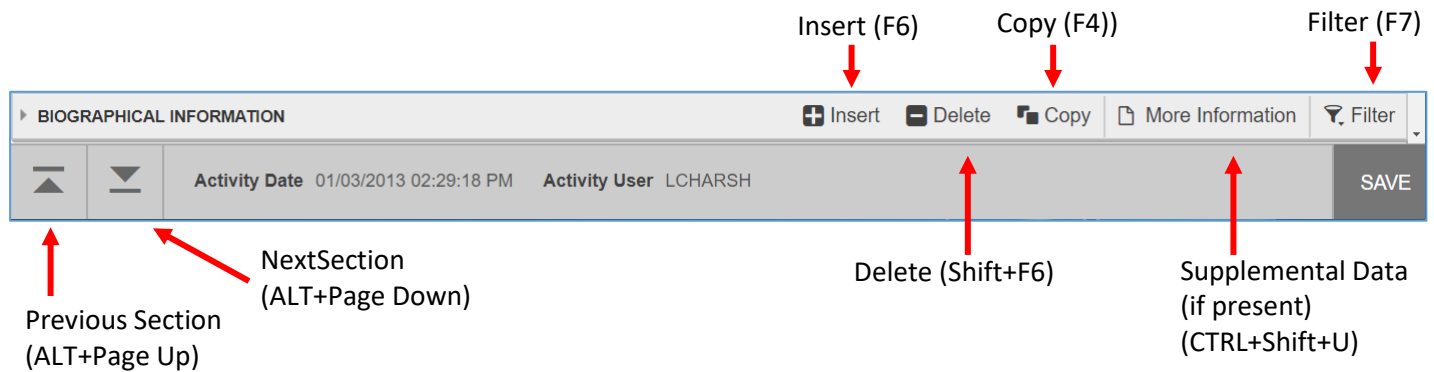 Insert (F6)
Copy (F4))
Filter (F7)
BIOGRAPHICAL INFORMATION
Insert
Delete
Copy
More Information
Filter
Activity Date 01/03/2013 02:29:18 PM Activity User LCHARSH
SAVE
NextSection
(ALT+Page Down)
Previous Section
(ALT+Page Up)
Delete (Shift+F6)
Supplemental Data
(if present)
(CTRL+Shift+U)